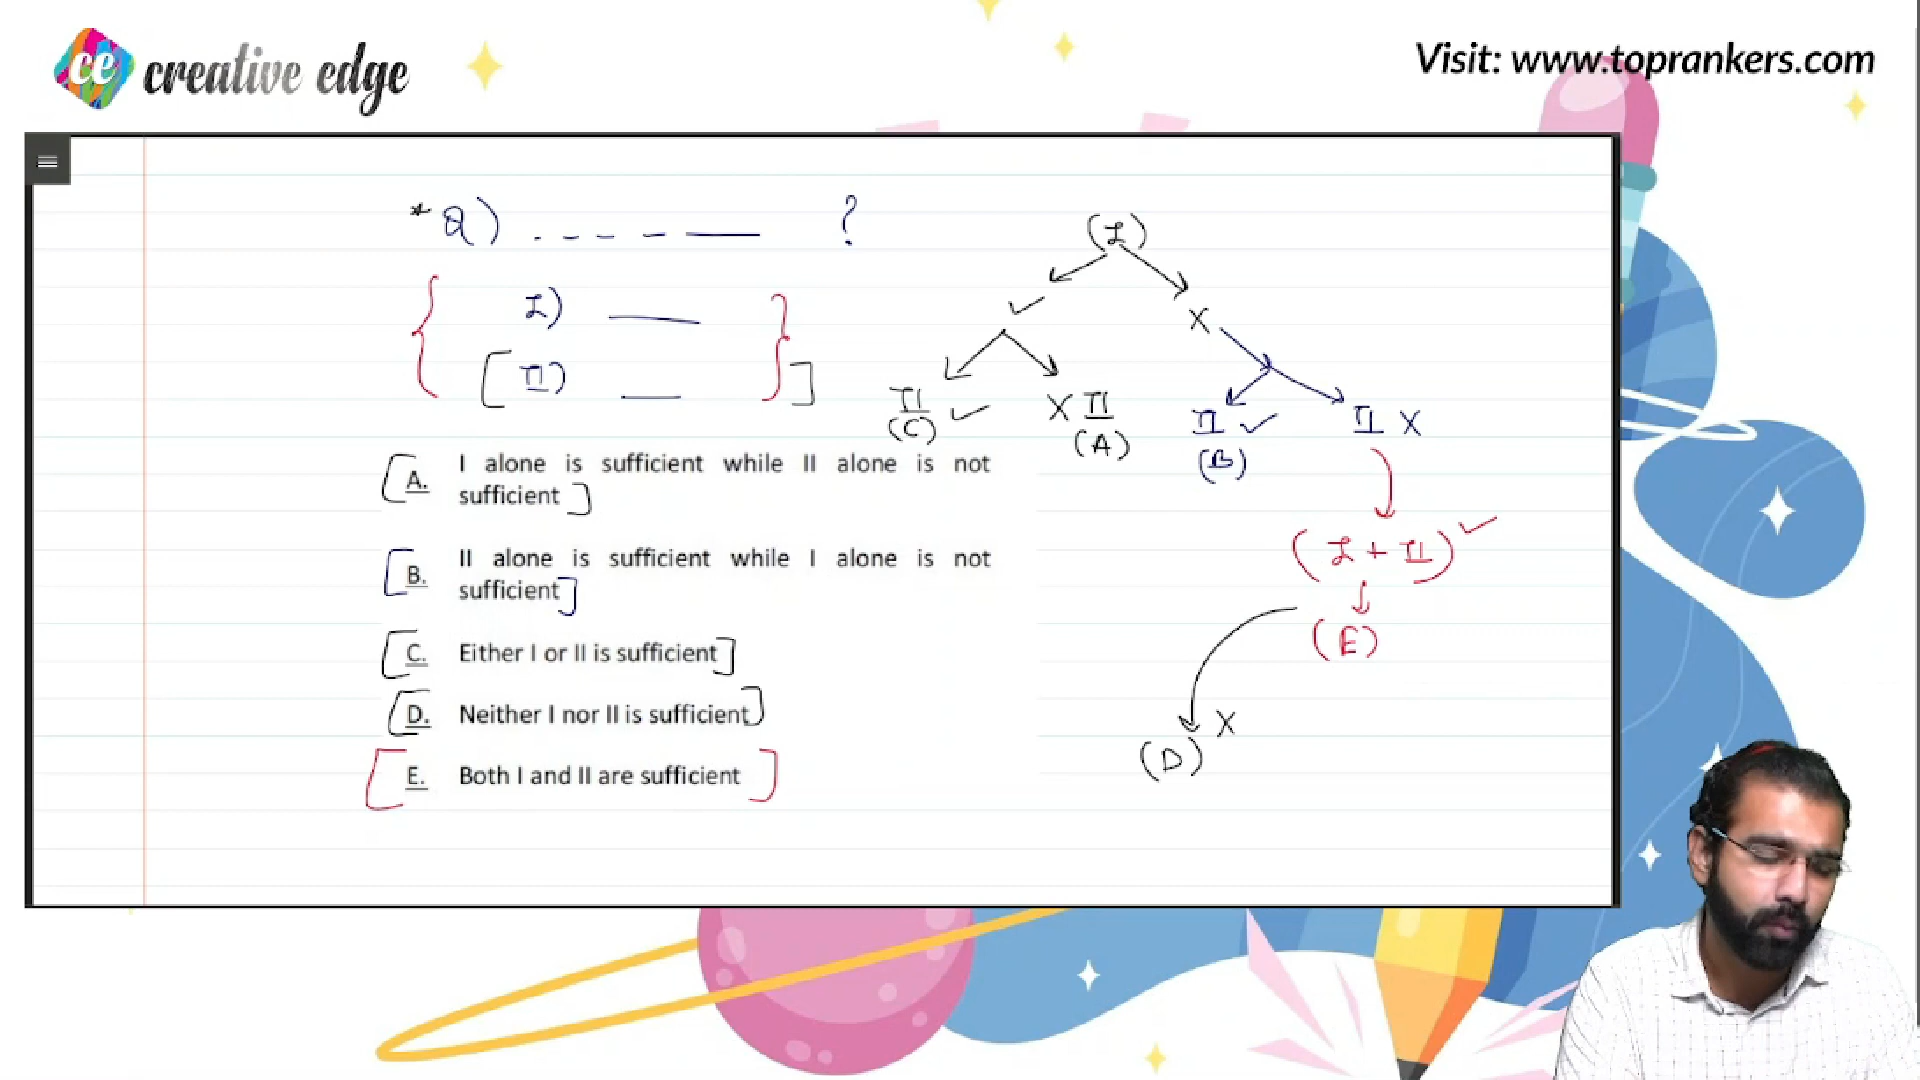 ce creative edge
Visit: www.toprankers.com
* Q) ?
I)
II)
A. I alone is sufficient while II alone is not
sufficient
B. II alone is sufficient while I alone is not
sufficient
C. Either I or II is sufficient
D. Neither I nor II is sufficient
E. Both I and II are sufficient
(I)
✓ X
II ✓ X II II ✓ II X
(C) (A) (B)
(I + II) ✓
(E)
(D) X